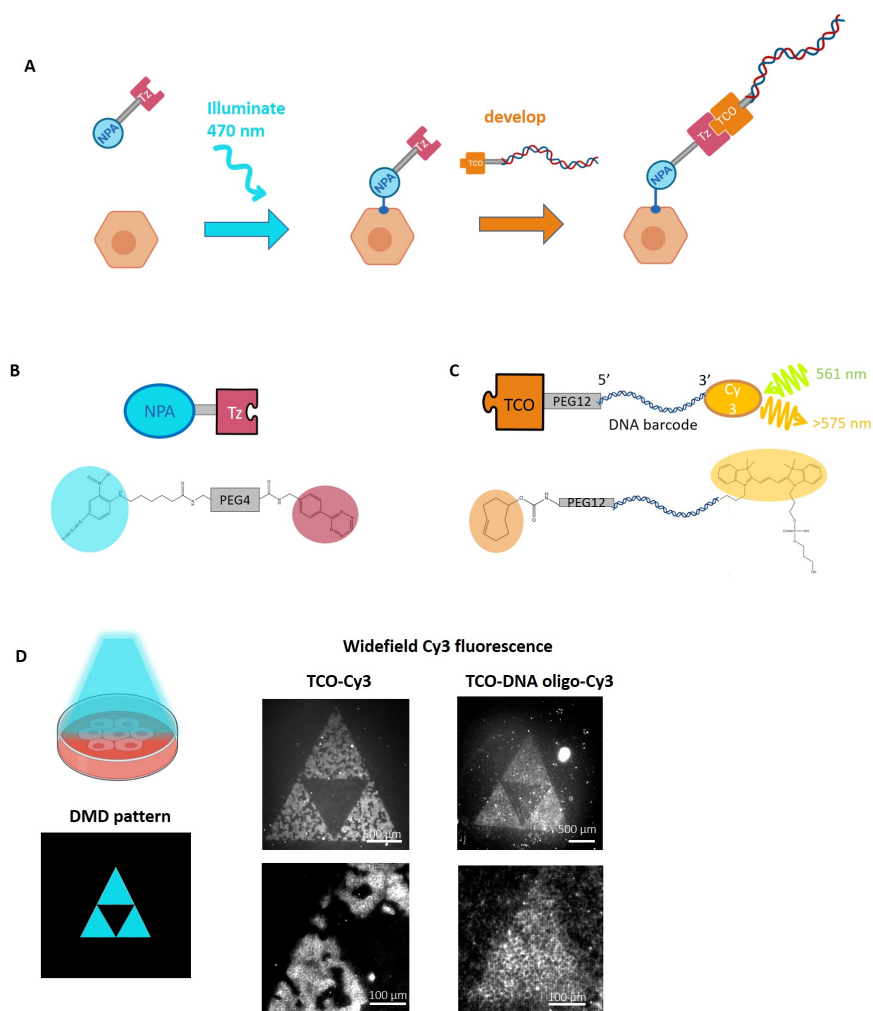 A
NPA
Tz
Illuminate
470 nm
NPA
Tz
develop
TCO
NPA
Tz
TCO
B
NPA
Tz
PEG4
C
TCO
PEG12
5’
3’
DNA barcode
Cy
3
561 nm
>575 nm
PEG12
D
Widefield Cy3 fluorescence
TCO-Cy3
TCO-DNA oligo-Cy3
DMD pattern
500 µm
500 µm
100 µm
100 µm